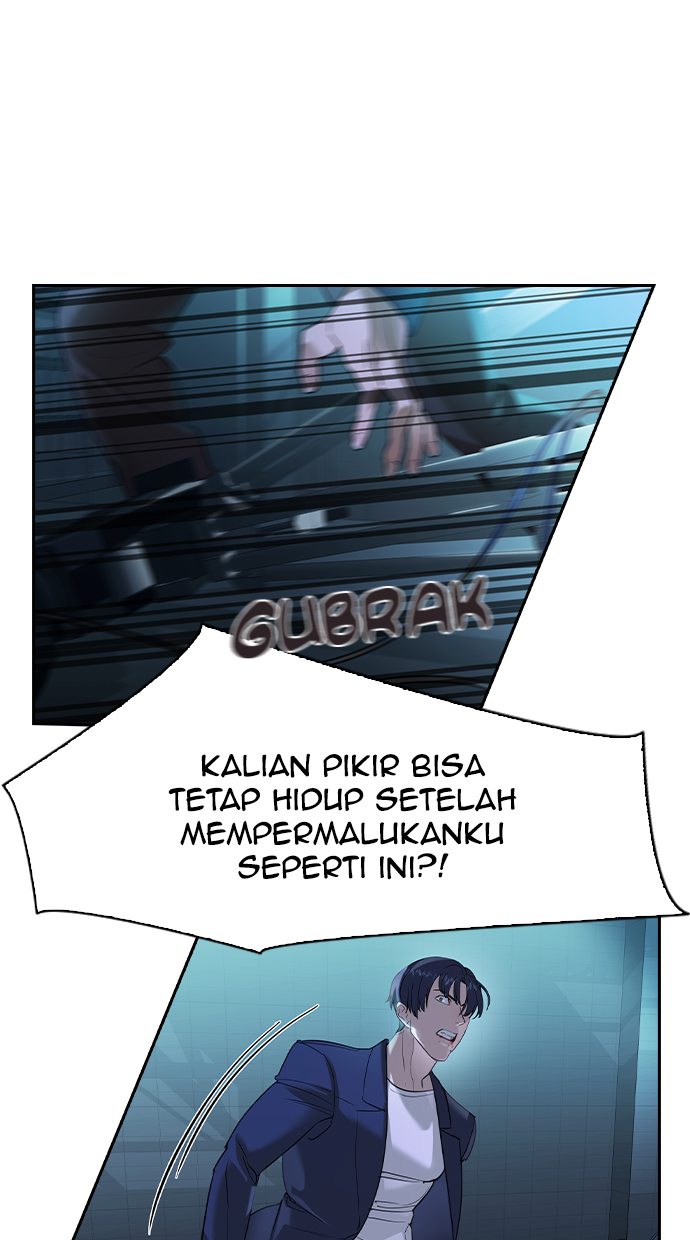 GUBRAK
KALIAN PIKIR BISA
TETAP HIDUP SETELAH
MEMPERMALUKANKU
SEPERTI INI?!